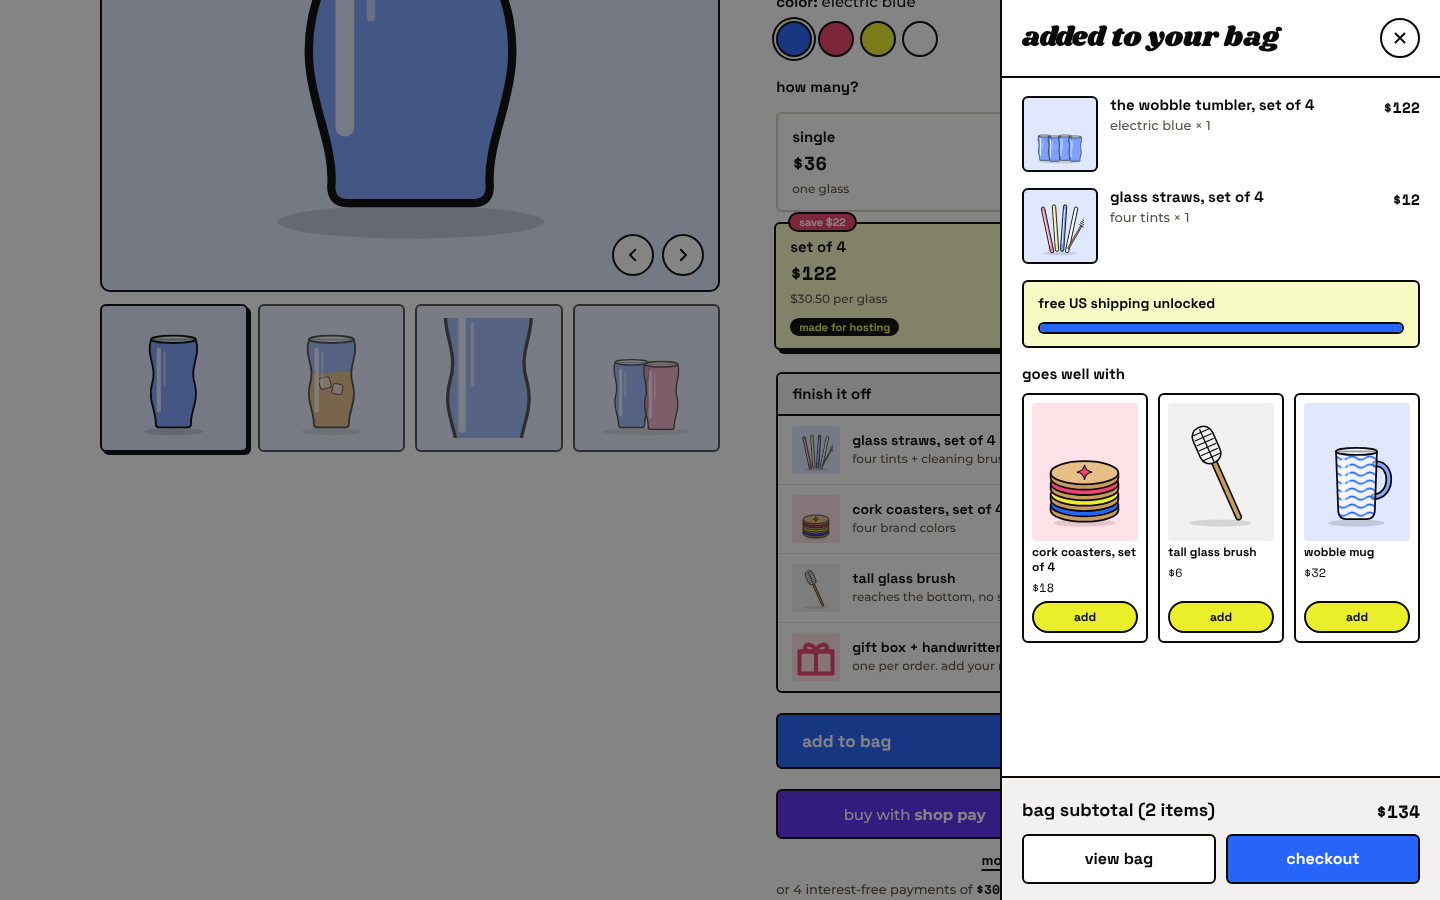 color: electric blue
how many?
single
$36
one glass
save $22
set of 4
$122
$30.50 per glass
made for hosting
finish it off
glass straws, set of 4
four tints + cleaning
cork coasters, set of 4
four brand colors
tall glass brush
reaches the bottom, no
gift box + handwritten
one per order. add your
add to bag
buy with shop pay
or 4 interest-free payments of
added to your bag
the wobble tumbler, set of 4
electric blue × 1
$122
glass straws, set of 4
four tints × 1
$12
free US shipping unlocked
goes well with
cork coasters, set
of 4
$18
add
tall glass brush
$6
add
wobble mug
$32
add
bag subtotal (2 items)
$134
view bag
checkout